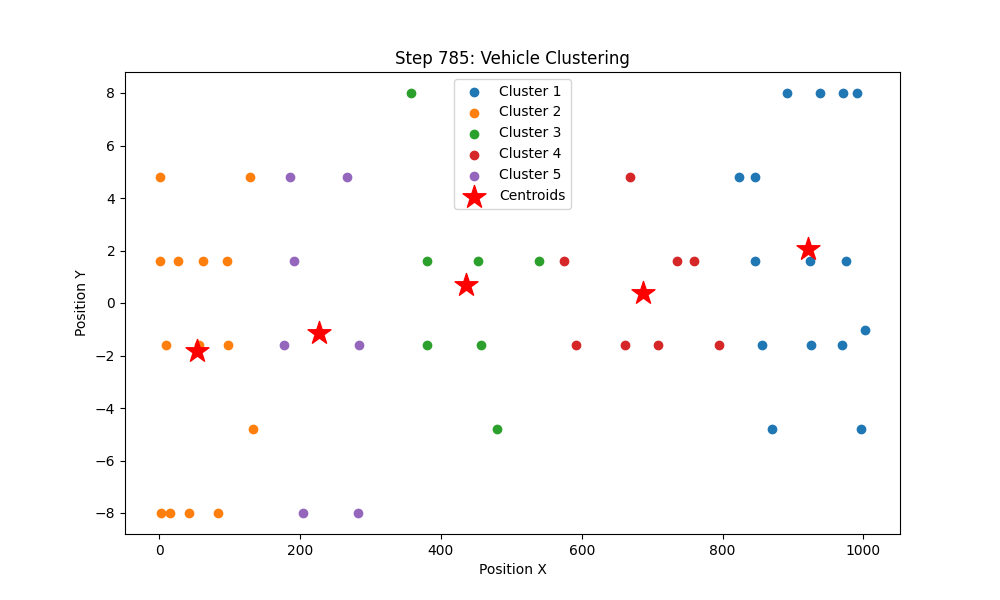 Step 785: Vehicle Clustering
Cluster 1
Cluster 2
Cluster 3
Cluster 4
Cluster 5
Centroids
Position Y
8
6
4
2
0
−2
−4
−6
−8
0 200 400 600 800 1000
Position X